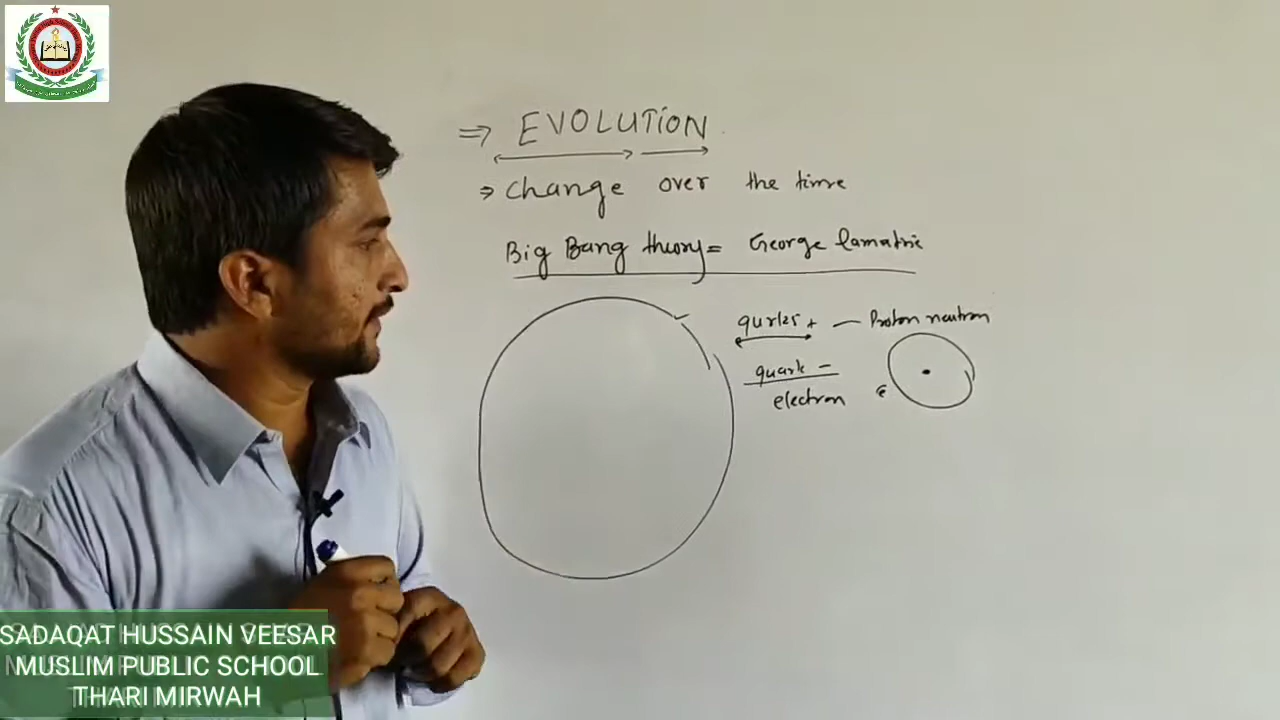 ⇒ EVOLUTION
⇒ change over the time
Big Bang theory = George lamatric
qurks + — Proton neutron
quark -
electron e
SADAQAT HUSSAIN VEESAR
MUSLIM PUBLIC SCHOOL
THARI MIRWAH